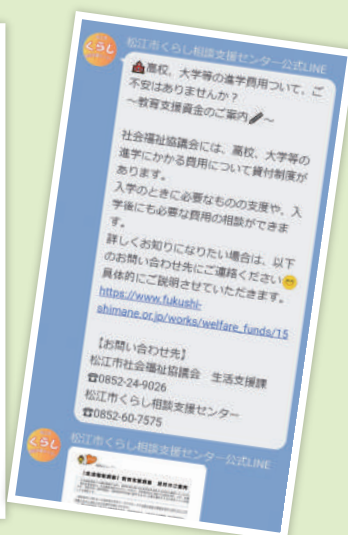 松江市くらし相談支援センター公式LINE
くらし
🏫高校、大学等の進学費用ついて、ご
不安はありませんか？
～教育支援資金のご案内🖋～
社会福祉協議会には、高校、大学等の
進学にかかる費用について貸付制度が
あります。
入学のときに必要なものの支度や、入
学後にも必要な費用の相談ができま
す。
詳しくお知りになりたい場合は、以下
のお問い合わせ先にご連絡ください😊
具体的にご説明させていただきます。
https://www.fukushi-
shimane.or.jp/works/welfare_funds/15
【お問い合わせ先】
松江市社会福祉協議会　生活支援課
☎0852-24-9026
松江市くらし相談支援センター
☎0852-60-7575
松江市くらし相談支援センター公式LINE
くらし